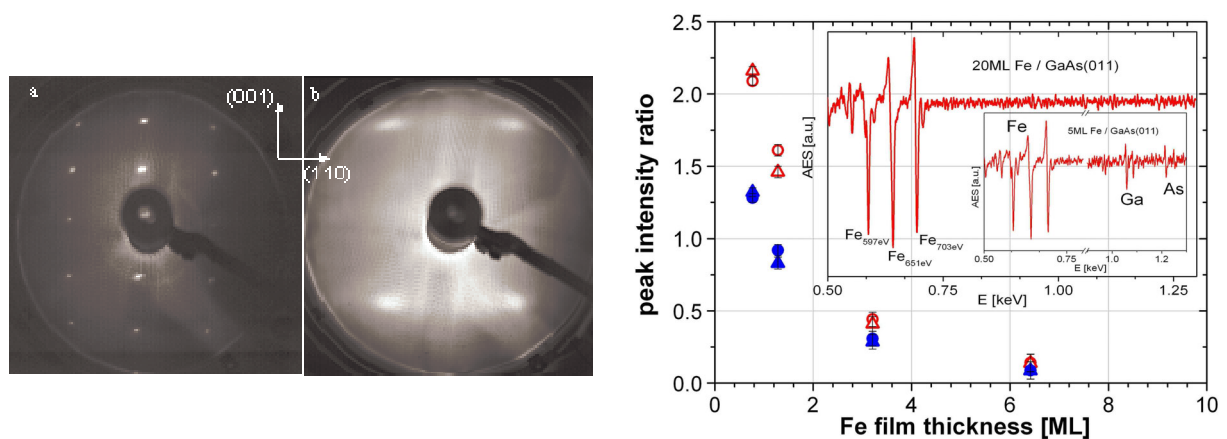 a
(001)
(110)
b
2.5
2.0
1.5
1.0
0.5
0.0
peak intensity ratio
0 2 4 6 8 10
Fe film thickness [ML]
20ML Fe / GaAs(011)
AES [a.u.]
Fe597eV
Fe651eV
Fe703eV
0.50 0.75 1.00 1.25
E [keV]
5ML Fe / GaAs(011)
AES [a.u.]
Fe
Ga
As
0.50 0.75 1.0 1.2
E [keV]